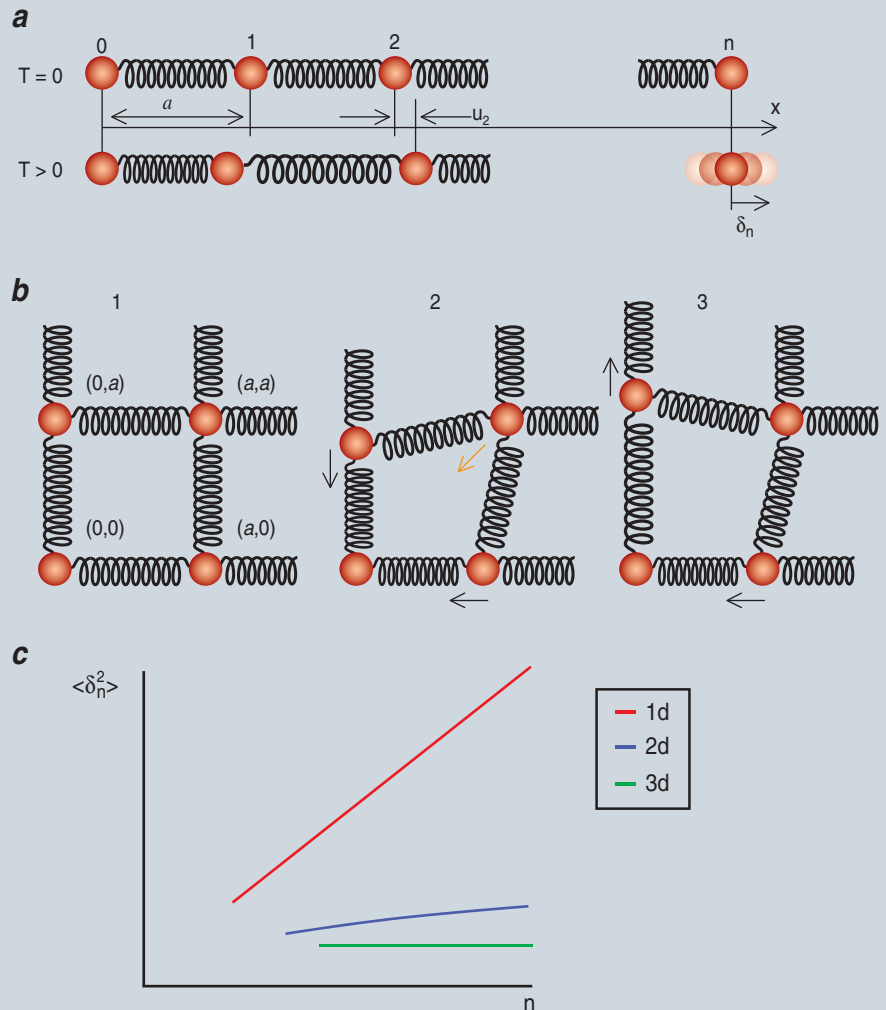 a
0 1 2 n
T = 0
a
u₂
x
T > 0
δₙ
b
1 2 3
(0,a) (a,a)
(0,0) (a,0)
c
<δₙ²>
1d
2d
3d
n